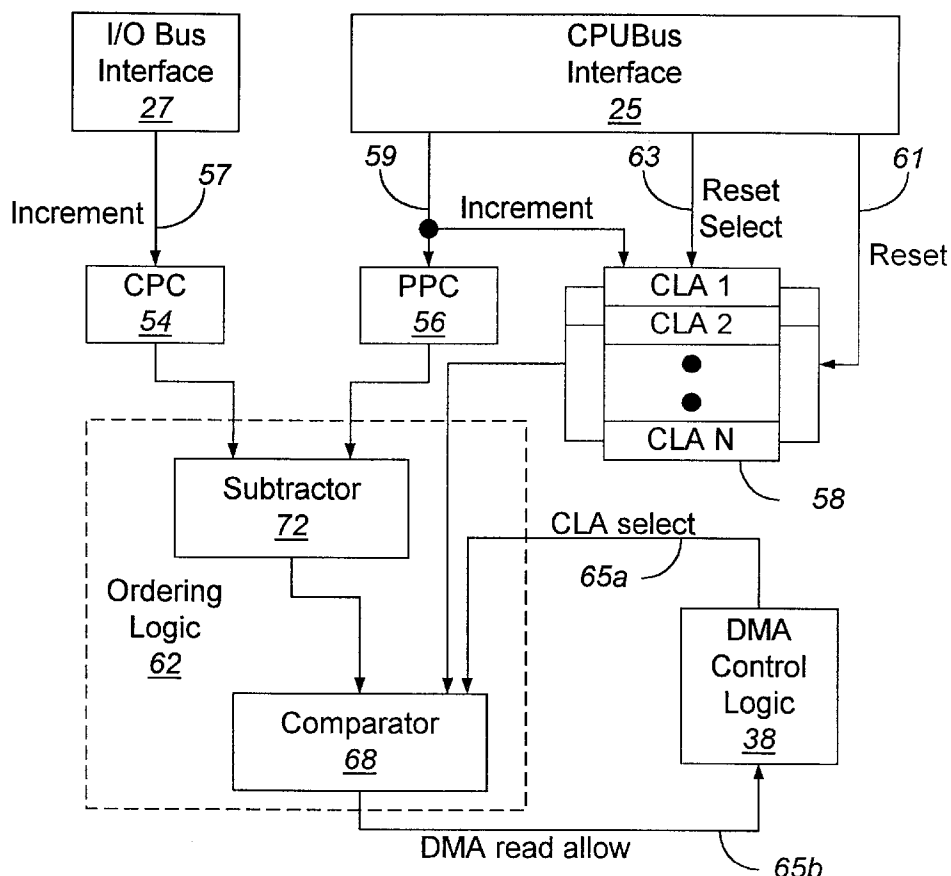 I/O Bus
Interface
27
CPUBus
Interface
25
57
59
63
61
Increment
Increment
Reset
Select
Reset
CPC
54
PPC
56
CLA 1
CLA 2
CLA N
58
Subtractor
72
CLA select
65a
Ordering
Logic
62
DMA
Control
Logic
38
Comparator
68
DMA read allow
65b